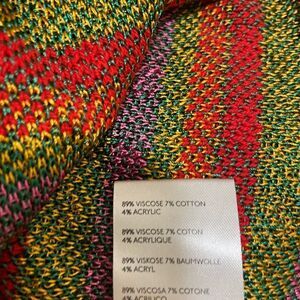 89% VISCOSE 7% COTTON
4% ACRYLIC
89% VISCOSE 7% COTON
4% ACRYLIQUE
89% VISKOSE 7% BAUMWOLLE
4% ACRYL
89% VISCOSA 7% COTONE
4% ACRILICO